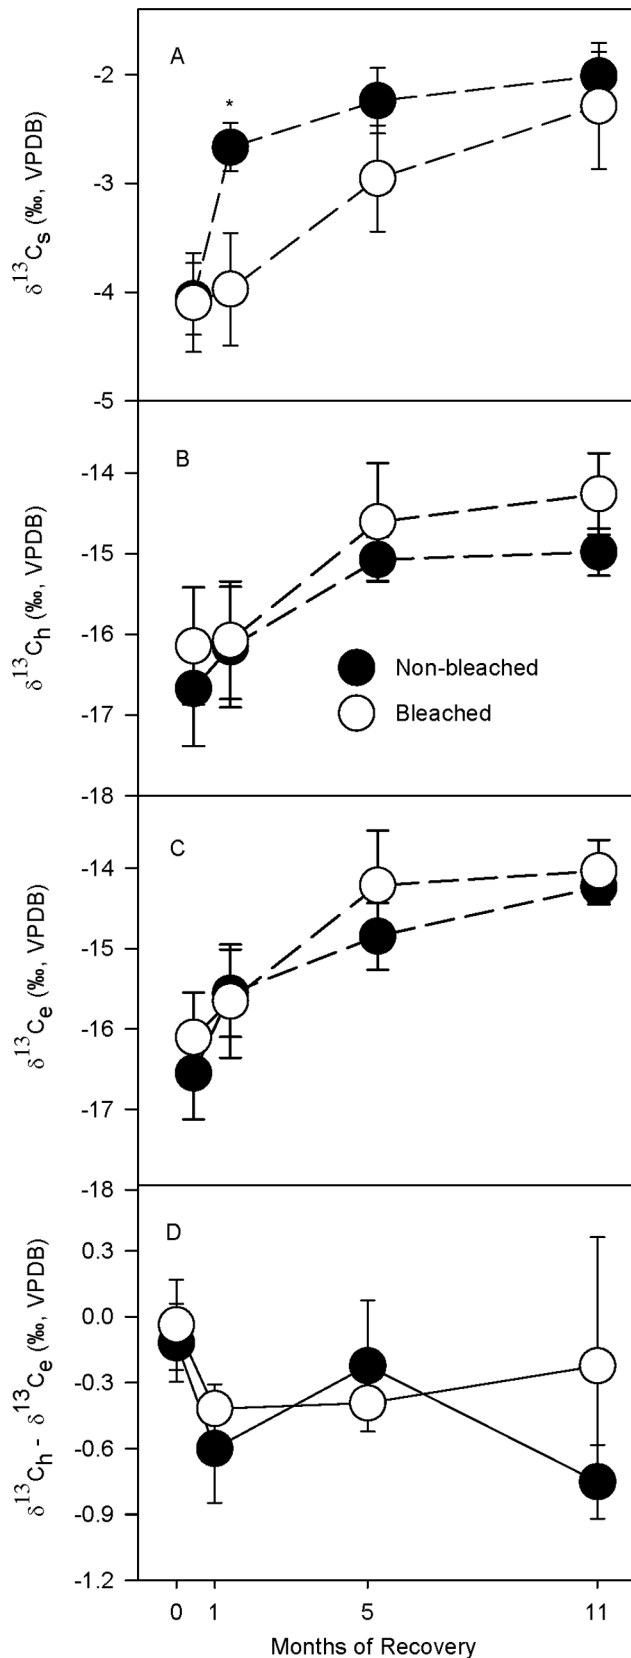 A
*
-2
-3
-4
-5
δ¹³Cₛ (‰, VPDB)
B
-14
-15
-16
-17
-18
δ¹³Cₕ (‰, VPDB)
Non-bleached
Bleached
C
-14
-15
-16
-17
-18
δ¹³Cₑ (‰, VPDB)
D
0.3
0.0
-0.3
-0.6
-0.9
-1.2
δ¹³Cₕ - δ¹³Cₑ (‰, VPDB)
0 1 5 11
Months of Recovery